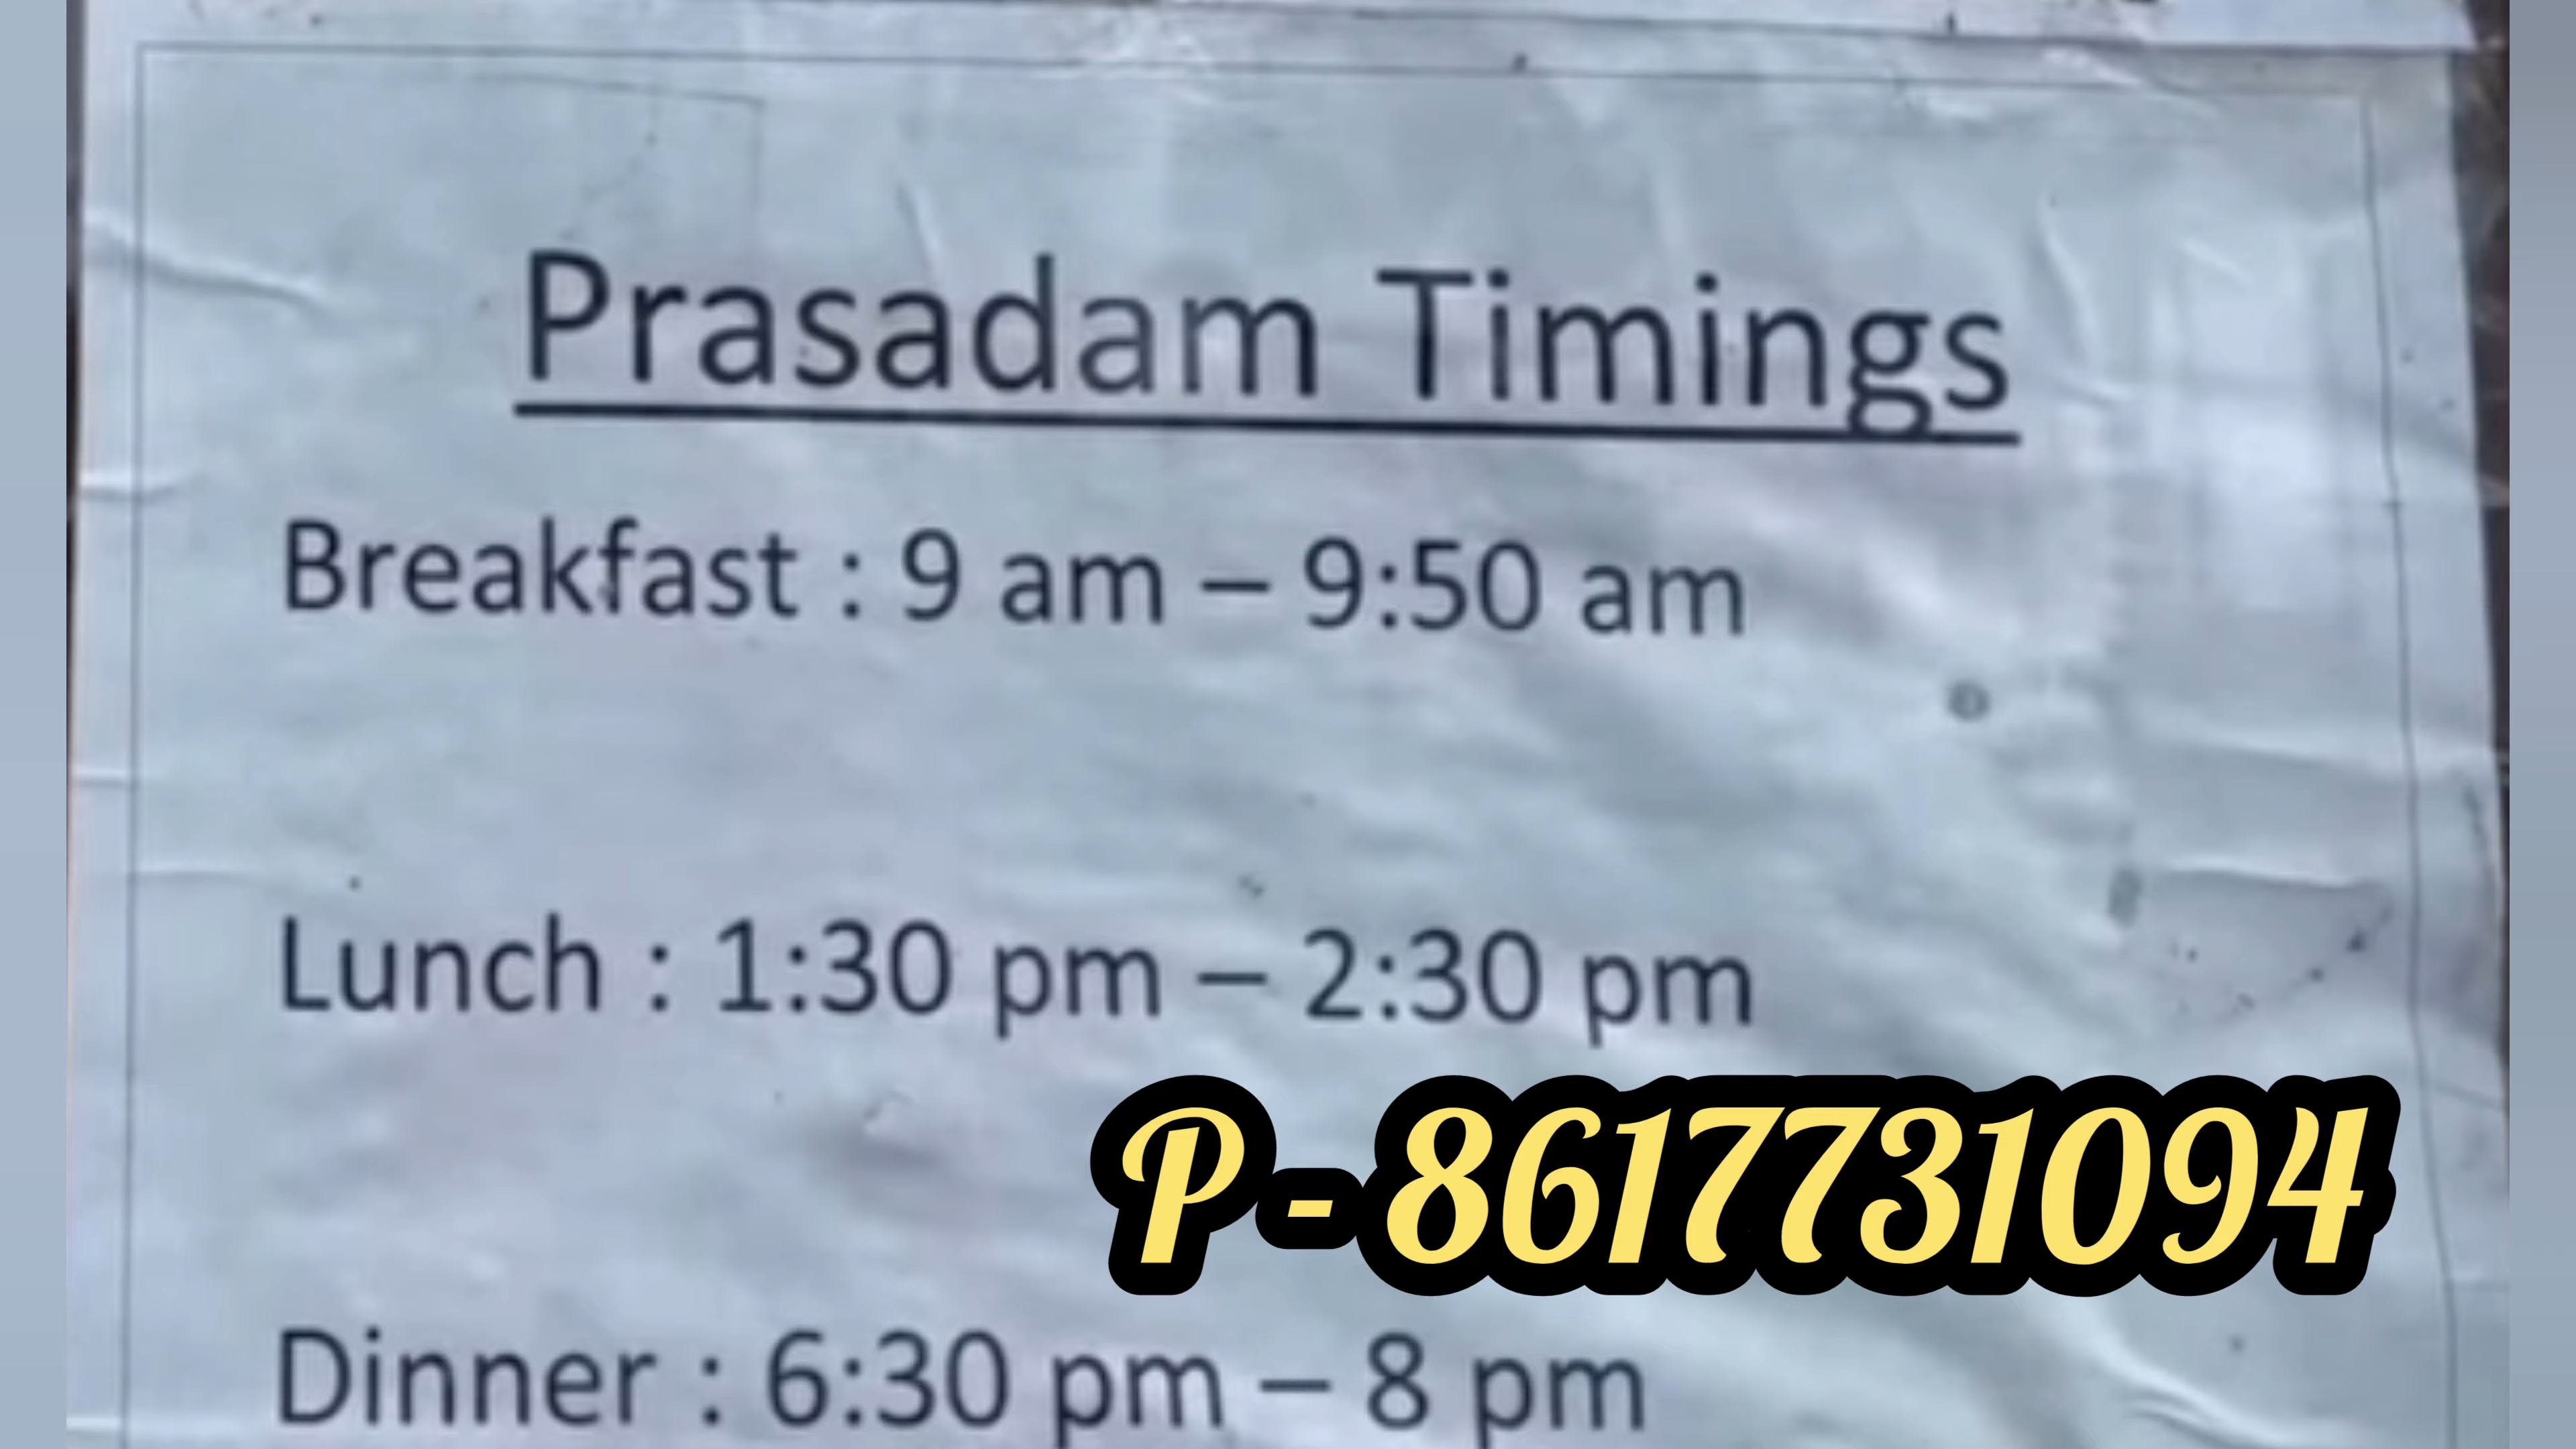 Prasadam Timings
Breakfast : 9 am – 9:50 am
Lunch : 1:30 pm – 2:30 pm
P - 8617731094
Dinner : 6:30 pm – 8 pm